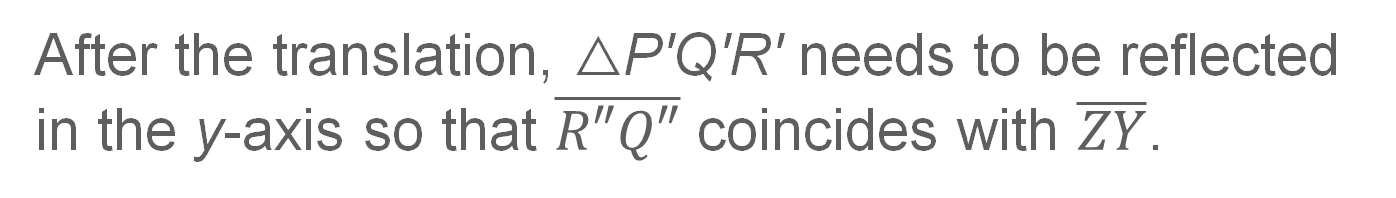 After the translation, △P'Q'R' needs to be reflected
in the y-axis so that R"Q" coincides with ZY.